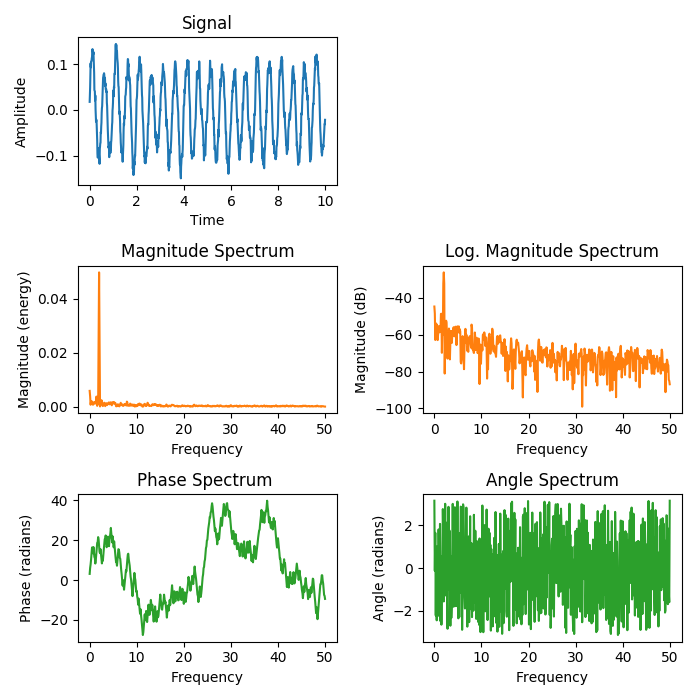 Signal
Amplitude
0.1
0.0
−0.1
0 2 4 6 8 10
Time
Magnitude Spectrum
Magnitude (energy)
0.04
0.02
0.00
0 10 20 30 40 50
Frequency
Log. Magnitude Spectrum
Magnitude (dB)
−40
−60
−80
−100
0 10 20 30 40 50
Frequency
Phase Spectrum
Phase (radians)
40
20
0
−20
0 10 20 30 40 50
Frequency
Angle Spectrum
Angle (radians)
2
0
−2
0 10 20 30 40 50
Frequency